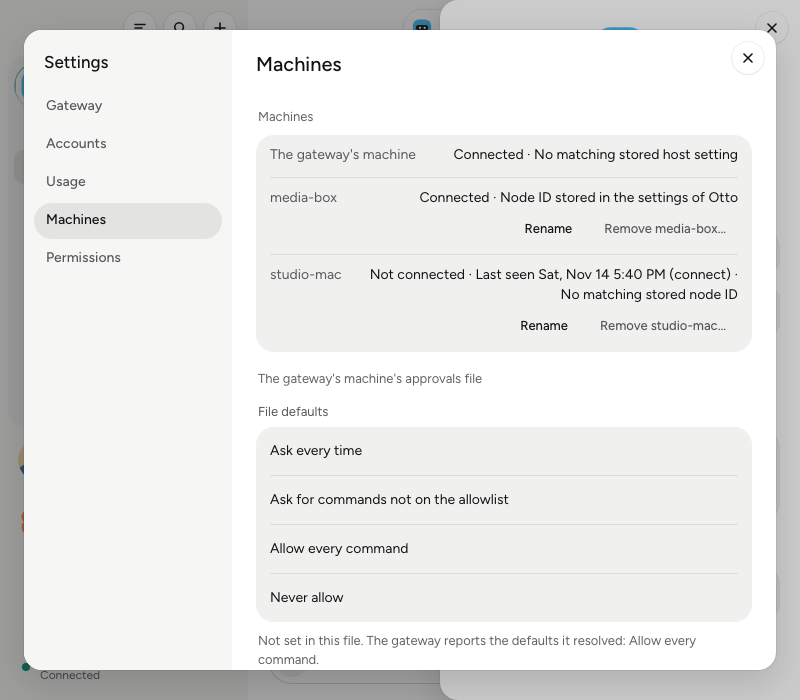 Settings
Gateway
Accounts
Usage
Machines
Permissions
Connected
Machines
Machines
The gateway's machine Connected · No matching stored host setting
media-box Connected · Node ID stored in the settings of Otto
Rename Remove media-box…
studio-mac Not connected · Last seen Sat, Nov 14 5:40 PM (connect) ·
No matching stored node ID
Rename Remove studio-mac…
The gateway's machine's approvals file
File defaults
Ask every time
Ask for commands not on the allowlist
Allow every command
Never allow
Not set in this file. The gateway reports the defaults it resolved: Allow every
command.